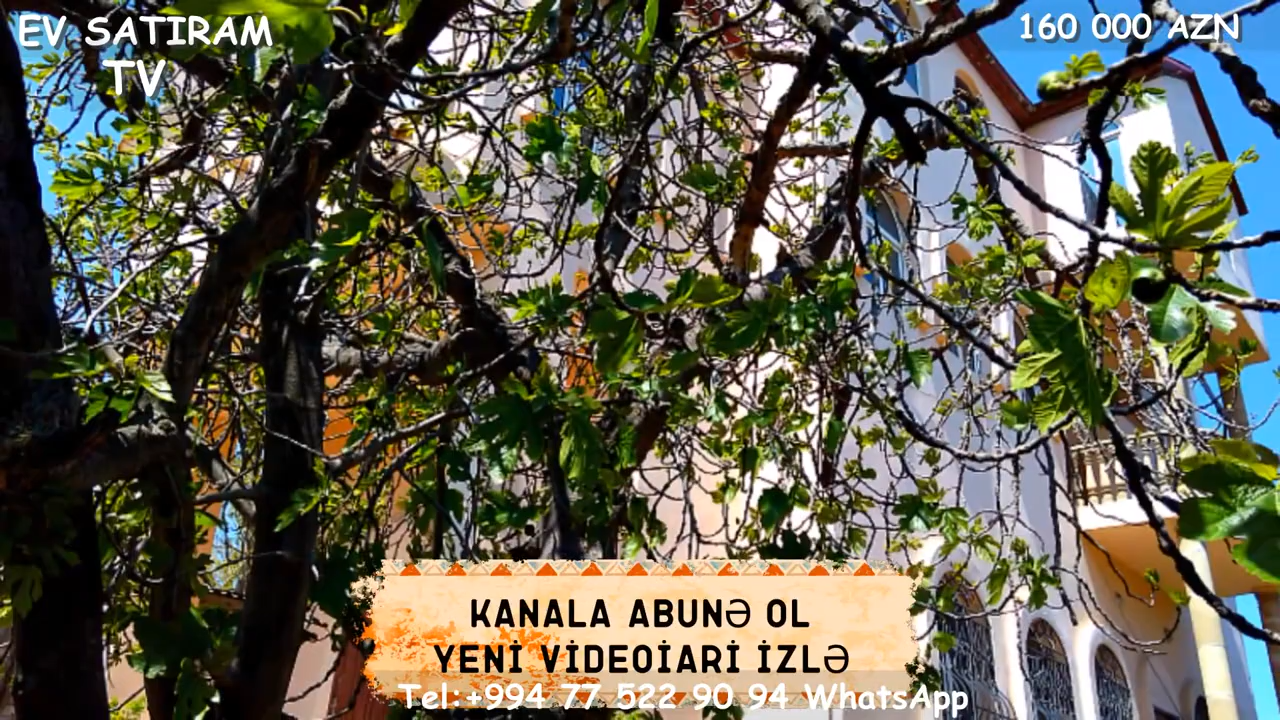 EV SATIRAM
TV
160 000 AZN
KANALA ABUNƏ OL
YENİ VİDEOİARİ İZLƏ
Tel:+994 77 522 90 94 WhatsApp